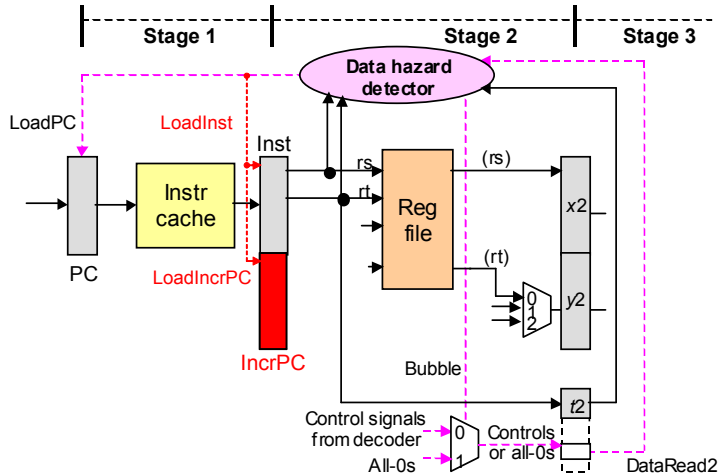 Stage 1
Stage 2
Stage 3
Data hazard
detector
LoadPC
LoadInst
Inst
rs
(rs)
rt
Instr
cache
Reg
file
x2
PC
LoadIncrPC
(rt)
0
1
2
y2
IncrPC
Bubble
t2
Control signals
from decoder
0
Controls
or all-0s
All-0s
1
DataRead2